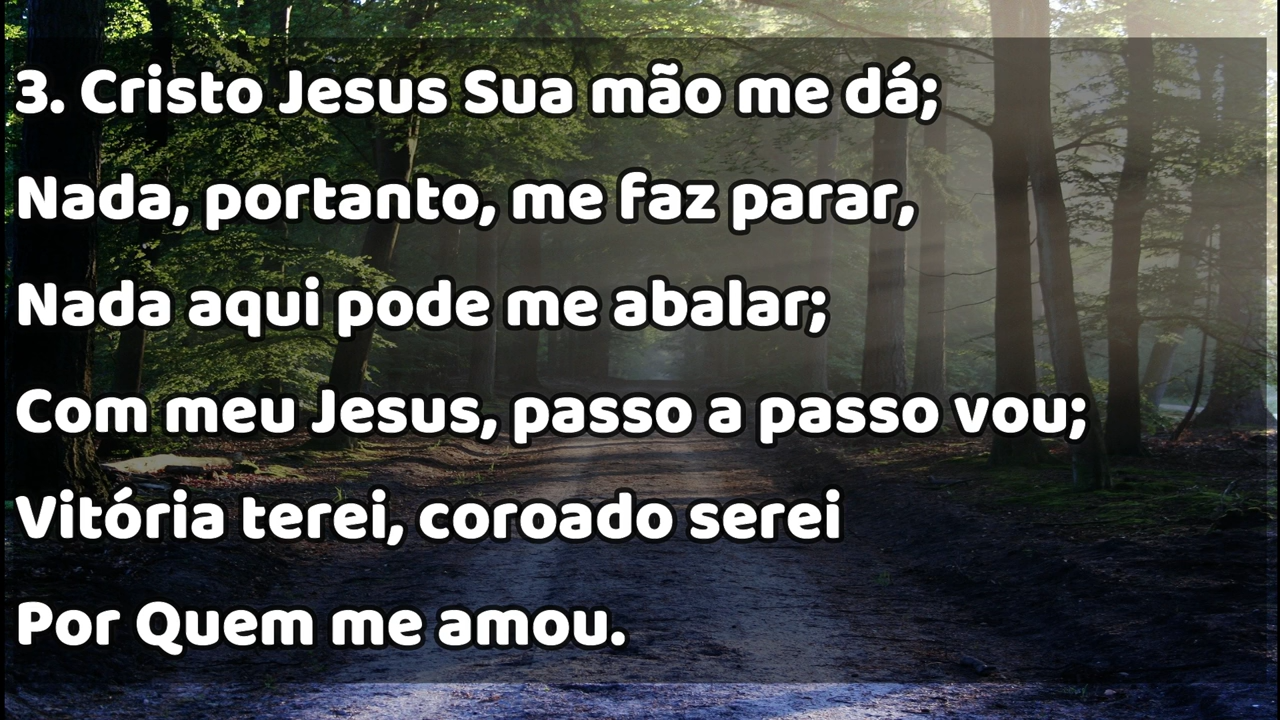 3. Cristo Jesus Sua mão me dá;
Nada, portanto, me faz parar,
Nada aqui pode me abalar;
Com meu Jesus, passo a passo vou;
Vitória terei, coroado serei
Por Quem me amou.